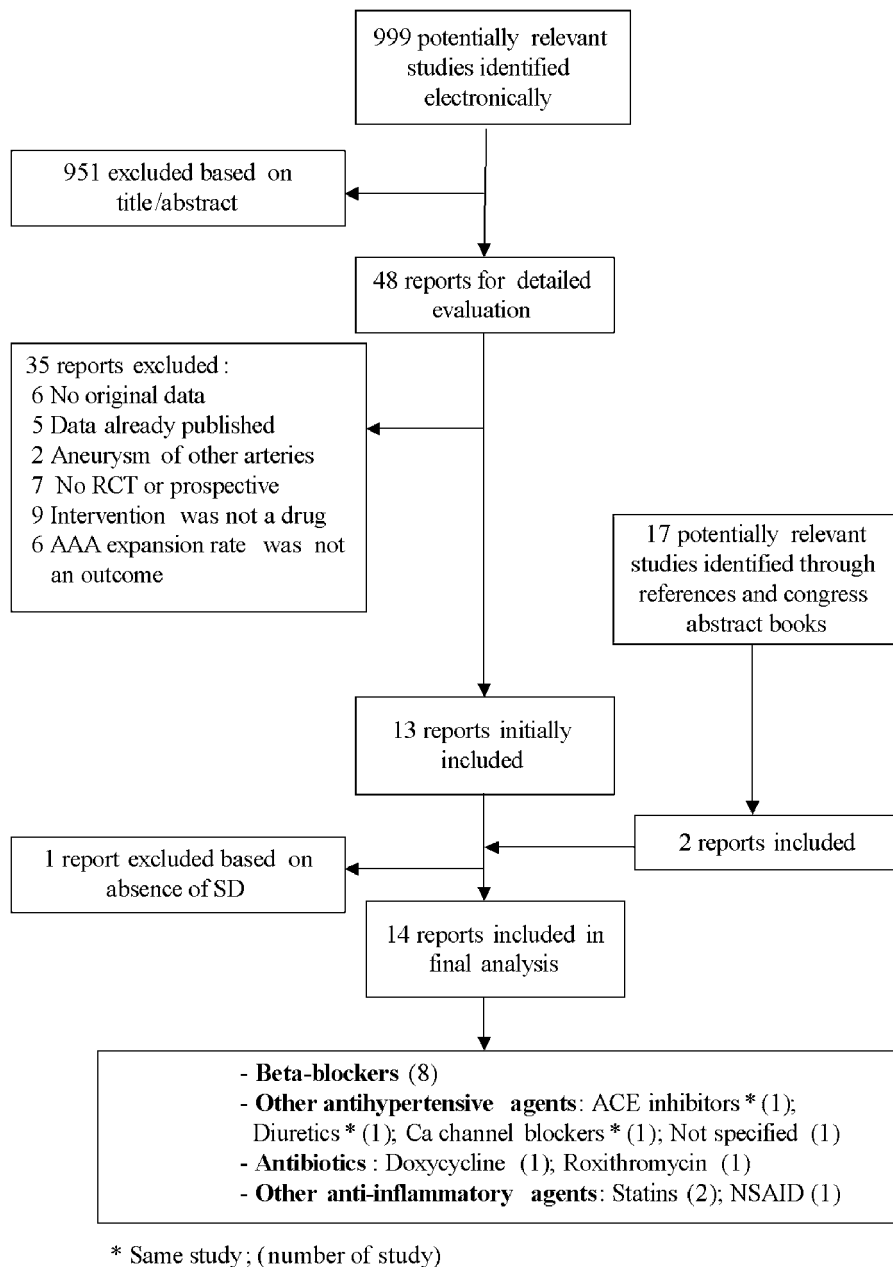 999 potentially relevant
studies identified
electronically
951 excluded based on
title/abstract
48 reports for detailed
evaluation
35 reports excluded :
6 No original data
5 Data already published
2 Aneurysm of other arteries
7 No RCT or prospective
9 Intervention was not a drug
6 AAA expansion rate was not
an outcome
17 potentially relevant
studies identified through
references and congress
abstract books
13 reports initially
included
2 reports included
1 report excluded based on
absence of SD
14 reports included in
final analysis
- Beta-blockers (8)
- Other antihypertensive agents: ACE inhibitors * (1);
Diuretics * (1); Ca channel blockers * (1); Not specified (1)
- Antibiotics : Doxycycline (1); Roxithromycin (1)
- Other anti-inflammatory agents: Statins (2); NSAID (1)
* Same study; (number of study)